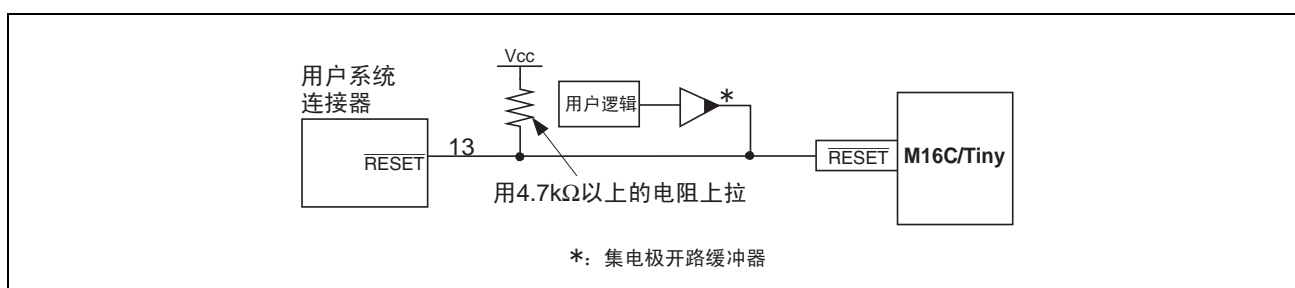 用户系统
连接器
RESET
13
Vcc
用户逻辑
*
用4.7kΩ以上的电阻上拉
RESET
M16C/Tiny
*：集电极开路缓冲器